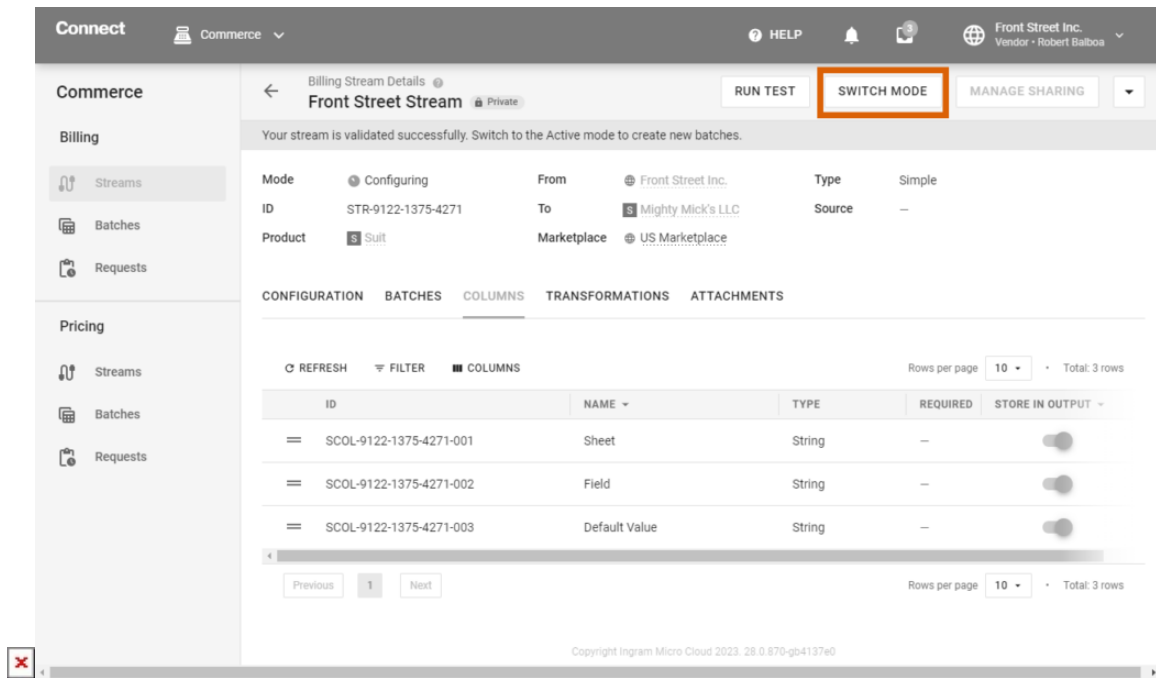 Connect
Commerce
HELP
3
Front Street Inc.
Vendor • Robert Balboa
Commerce
Billing
Streams
Batches
Requests
Pricing
Streams
Batches
Requests
Billing Stream Details
Front Street Stream Private
RUN TEST
SWITCH MODE
MANAGE SHARING
Your stream is validated successfully. Switch to the Active mode to create new batches.
Mode Configuring From Front Street Inc. Type Simple
ID STR-9122-1375-4271 To S Mighty Mick's LLC Source —
Product S Suit Marketplace US Marketplace
CONFIGURATION BATCHES COLUMNS TRANSFORMATIONS ATTACHMENTS
REFRESH FILTER COLUMNS Rows per page 10 • Total: 3 rows
ID NAME TYPE REQUIRED STORE IN OUTPUT
SCOL-9122-1375-4271-001 Sheet String —
SCOL-9122-1375-4271-002 Field String —
SCOL-9122-1375-4271-003 Default Value String —
Previous 1 Next Rows per page 10 • Total: 3 rows
Copyright Ingram Micro Cloud 2023. 28.0.870-gb4137e0